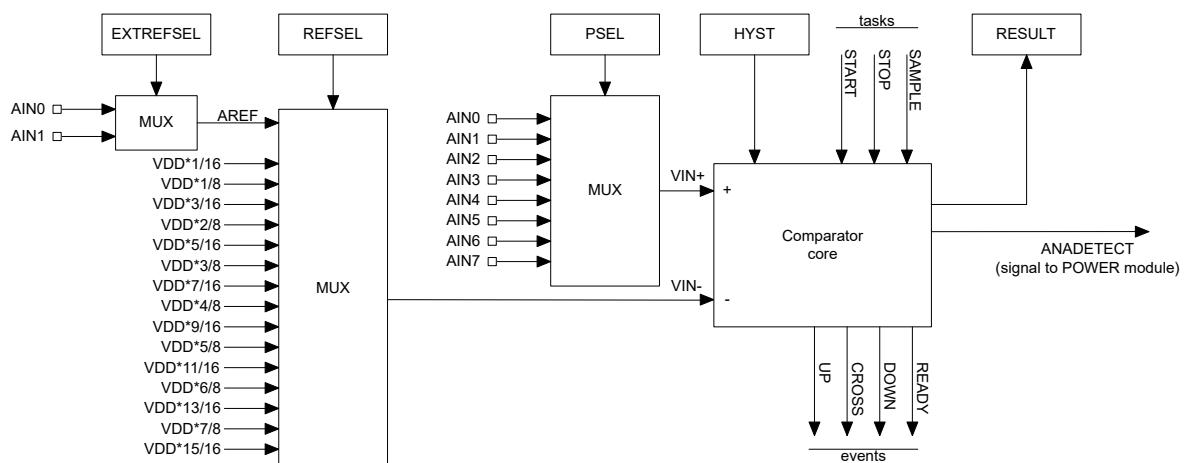 tasks
EXTREFSEL
REFSEL
PSEL
HYST
RESULT
START
STOP
SAMPLE
AIN0
AIN1
MUX
AREF
VDD*1/16
VDD*1/8
VDD*3/16
VDD*2/8
VDD*5/16
VDD*3/8
VDD*7/16
VDD*4/8
VDD*9/16
VDD*5/8
VDD*11/16
VDD*6/8
VDD*13/16
VDD*7/8
VDD*15/16
MUX
AIN0
AIN1
AIN2
AIN3
AIN4
AIN5
AIN6
AIN7
MUX
VIN+
VIN-
+
-
Comparator
core
ANADETECT
(signal to POWER module)
UP
CROSS
DOWN
READY
events